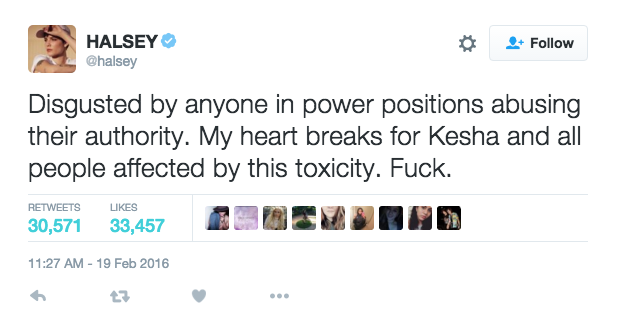 HALSEY
@halsey
Follow
Disgusted by anyone in power positions abusing
their authority. My heart breaks for Kesha and all
people affected by this toxicity. Fuck.
RETWEETS LIKES
30,571 33,457
11:27 AM - 19 Feb 2016